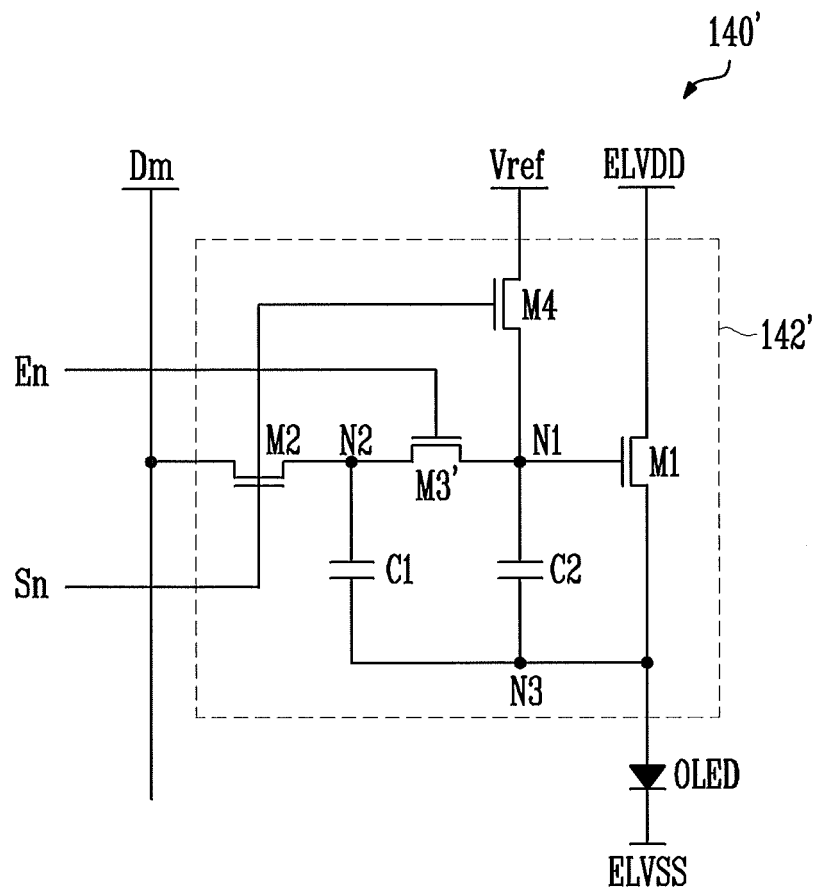 140'
Dm
Vref
ELVDD
M4
142'
En
M2
N2
N1
M1
M3'
Sn
C1
C2
N3
OLED
ELVSS